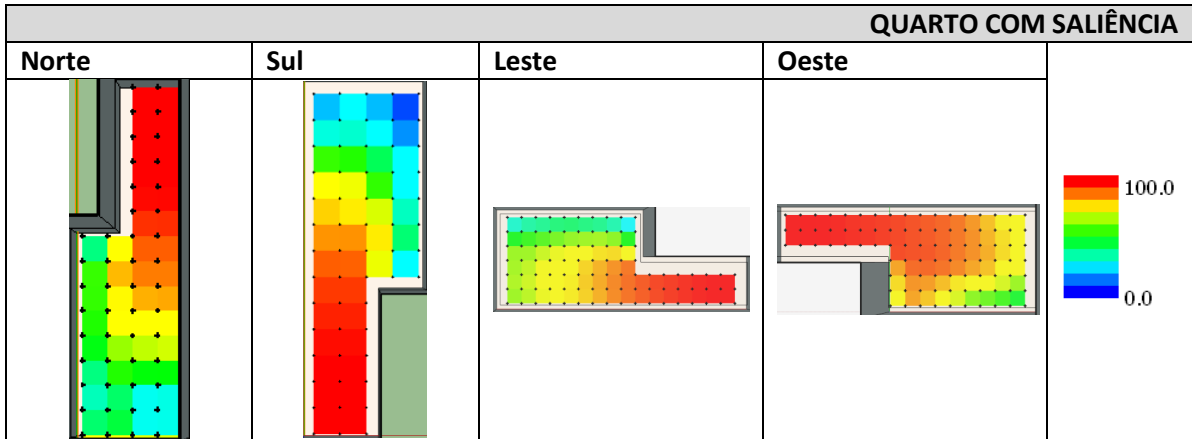 QUARTO COM SALIÊNCIA
Norte
Sul
Leste
Oeste
100.0
0.0